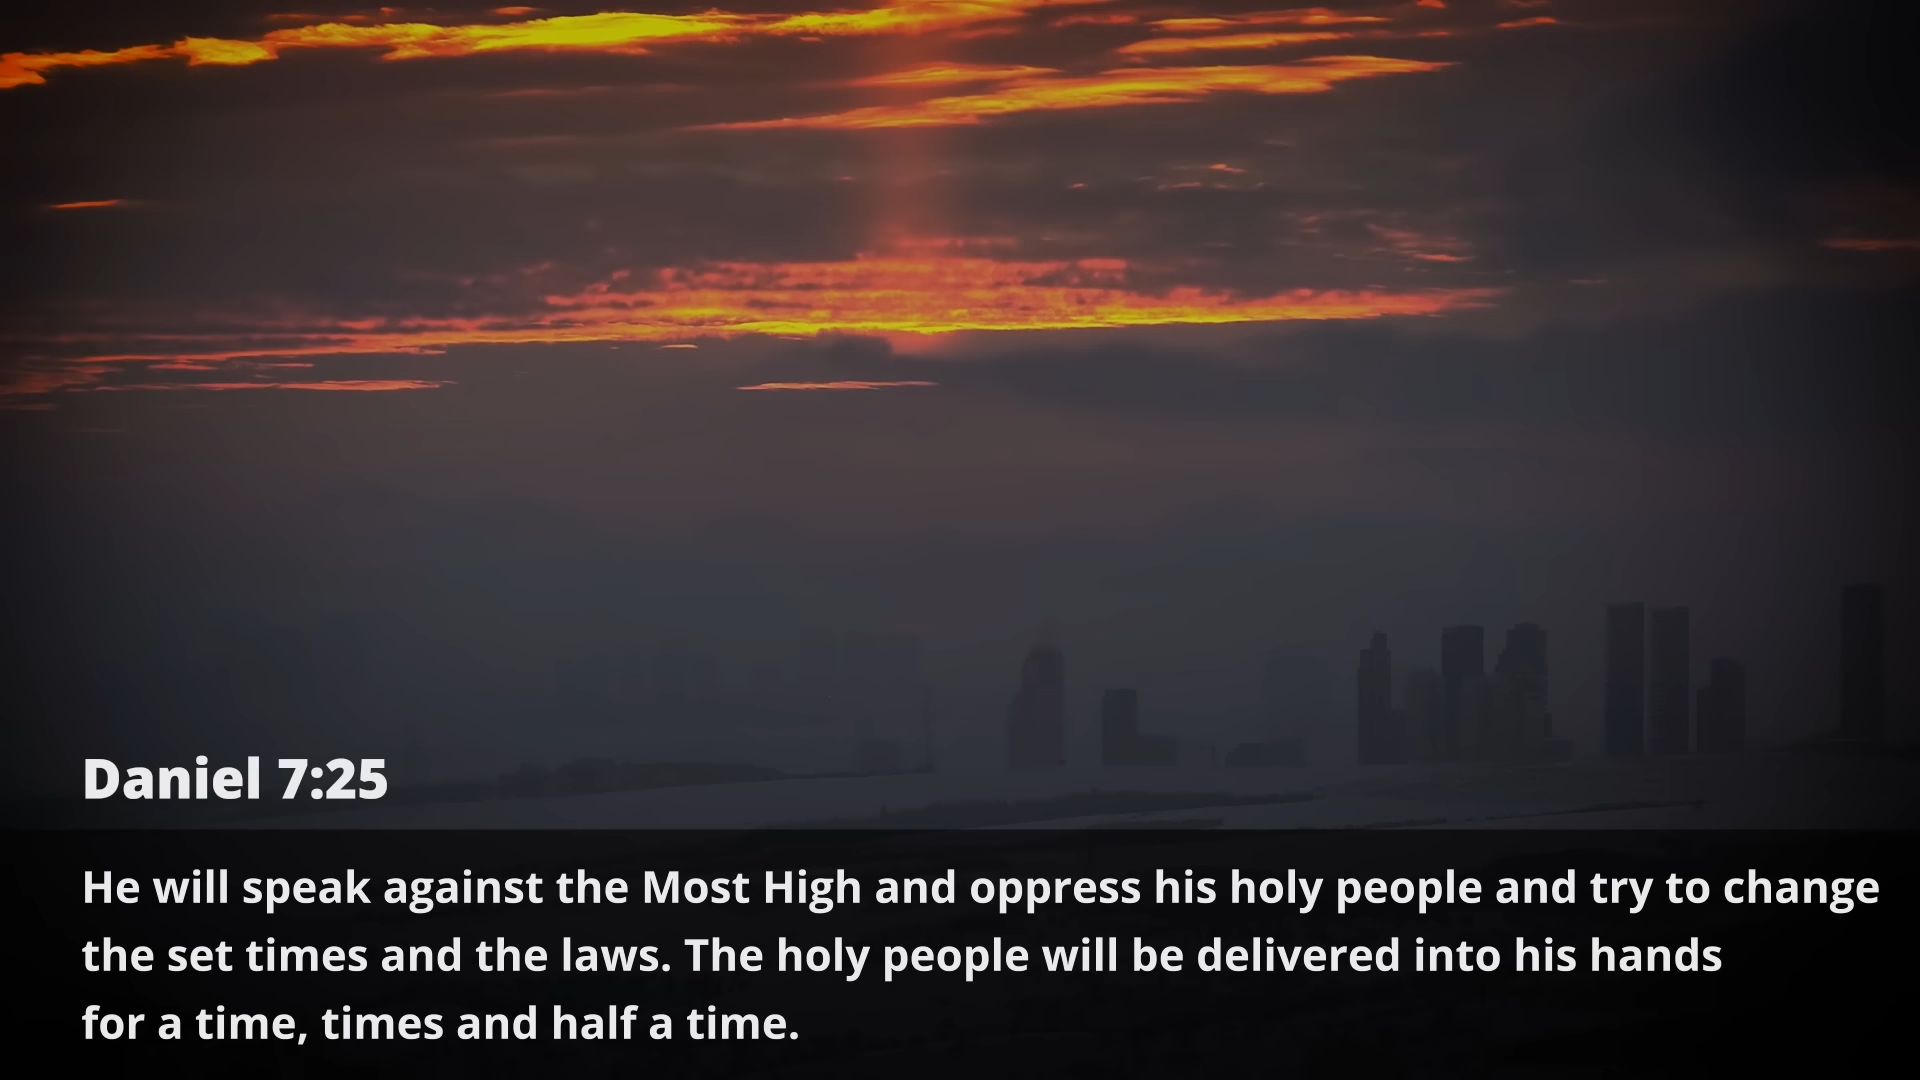 Daniel 7:25
He will speak against the Most High and oppress his holy people and try to change
the set times and the laws. The holy people will be delivered into his hands
for a time, times and half a time.